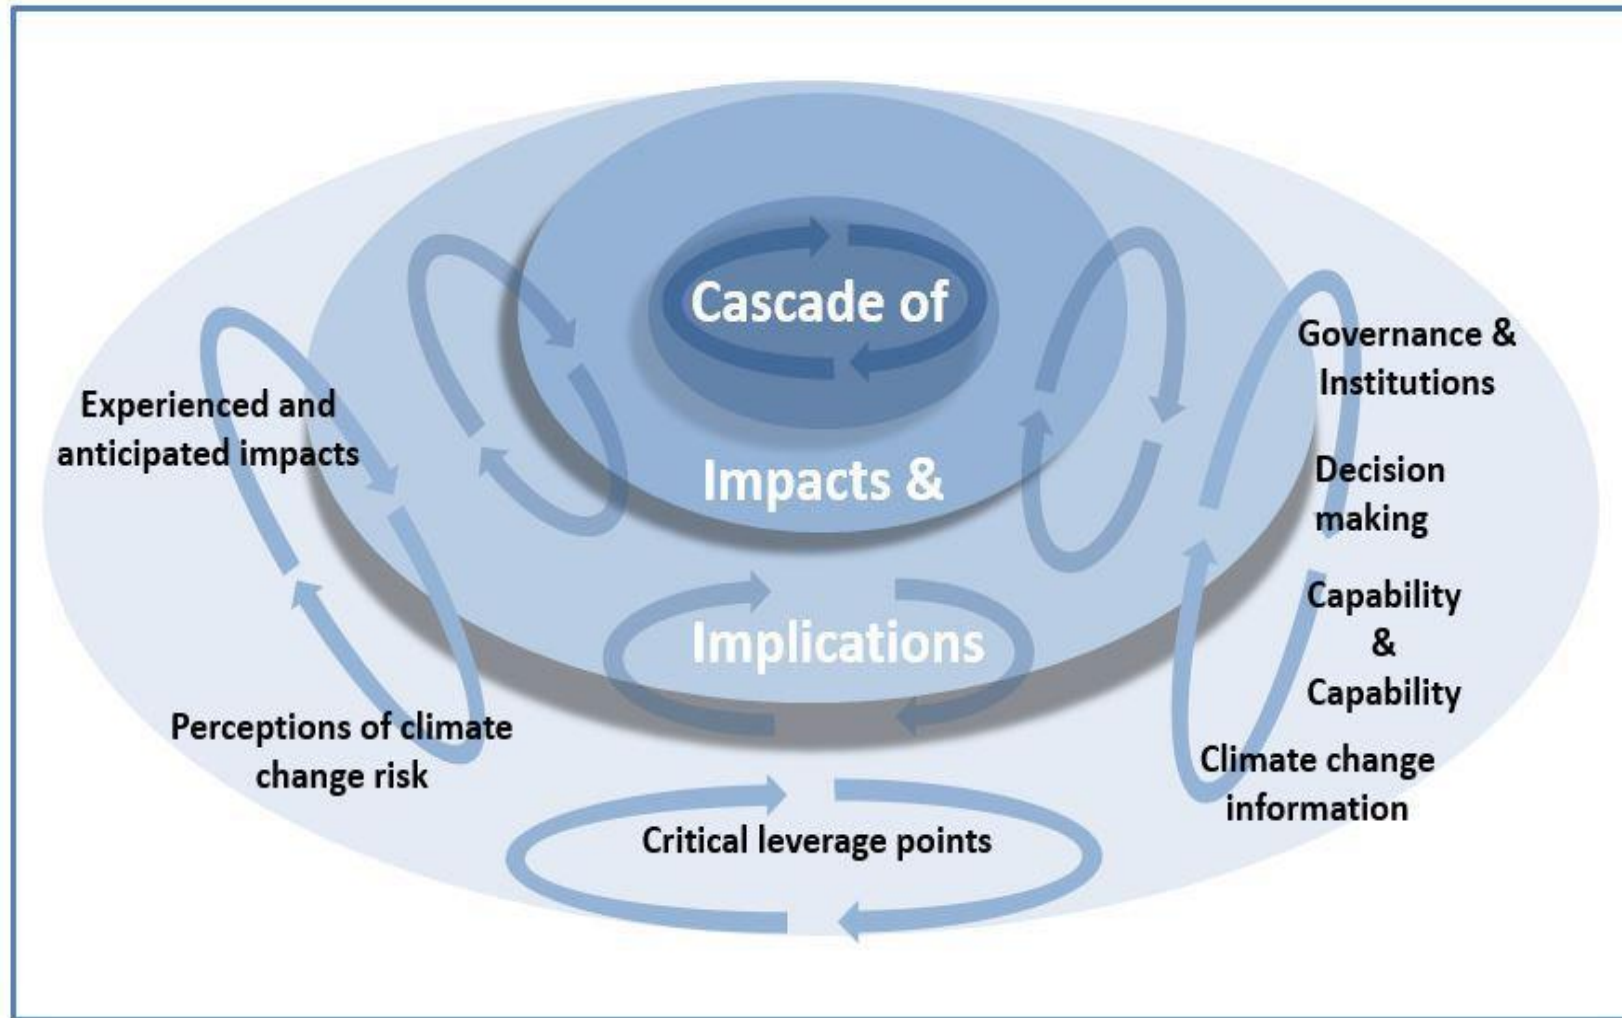 Cascade of
Impacts &
Implications
Experienced and
anticipated impacts
Perceptions of climate
change risk
Critical leverage points
Governance &
Institutions
Decision
making
Capability
&
Capability
Climate change
information